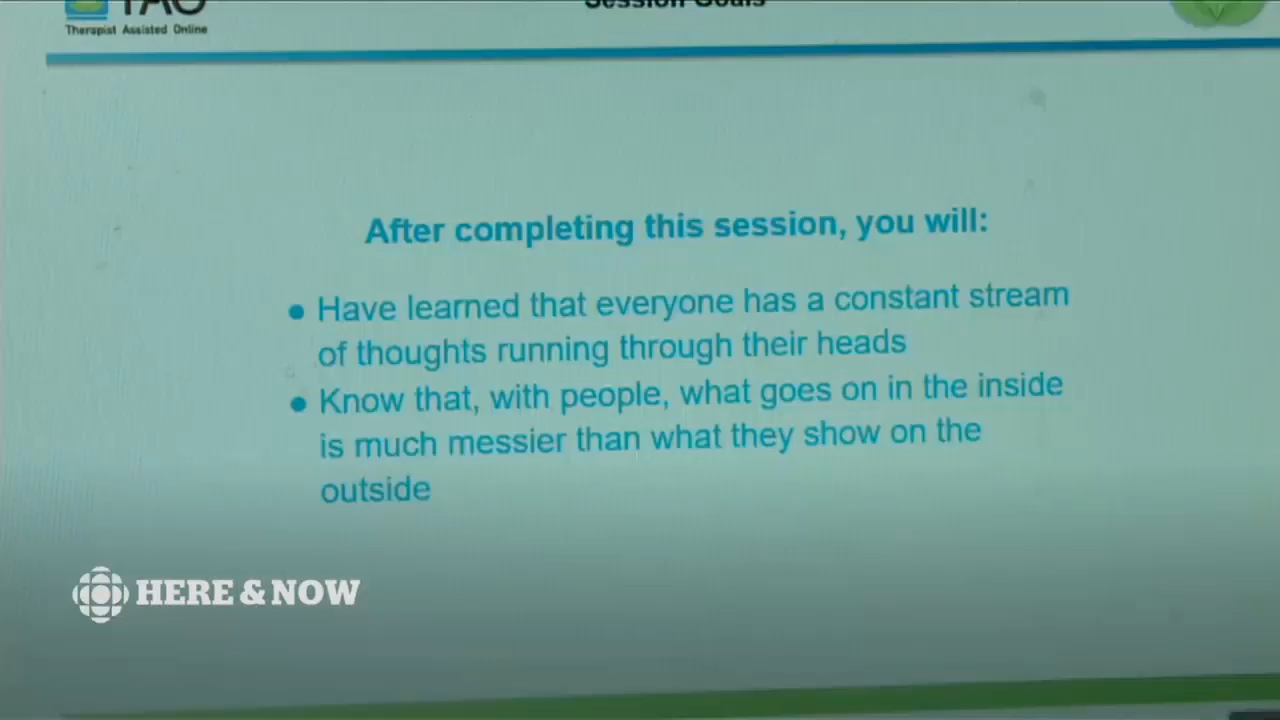 TAO
Session Goals
Therapist Assisted Online
After completing this session, you will:
• Have learned that everyone has a constant stream
of thoughts running through their heads
• Know that, with people, what goes on in the inside
is much messier than what they show on the
outside
HERE & NOW